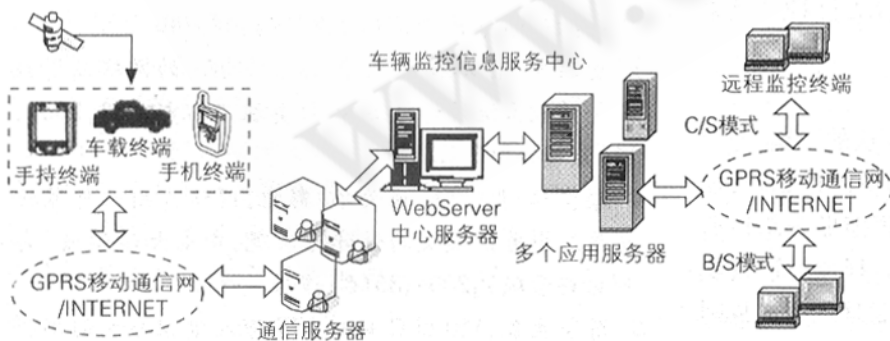 车辆监控信息服务中心
远程监控终端
C/S模式
手持终端
车载终端
手机终端
WebServer
中心服务器
多个应用服务器
GPRS移动通信网
/INTERNET
B/S模式
GPRS移动通信网
/INTERNET
通信服务器